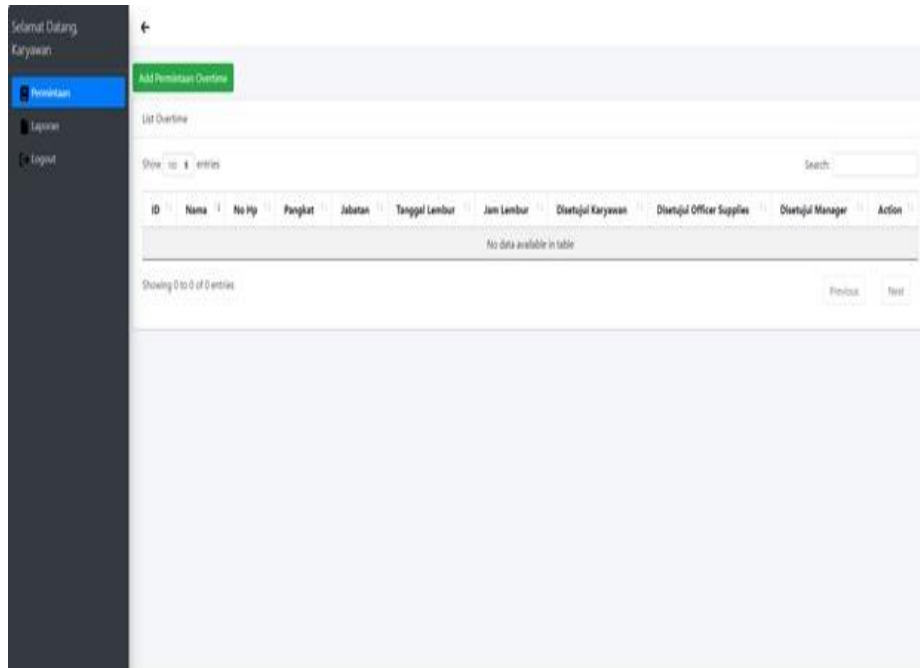 Selamat Datang,
Karyawan
Permintaan
Laporan
Logout
Add Permintaan Overtime
List Overtime
Show 10 entries
Search:
ID Nama No Hp Pangkat Jabatan Tanggal Lembur Jam Lembur Disetujui Karyawan Disetujui Officer Supplies Disetujui Manager Action
No data available in table
Showing 0 to 0 of 0 entries
Previous Next